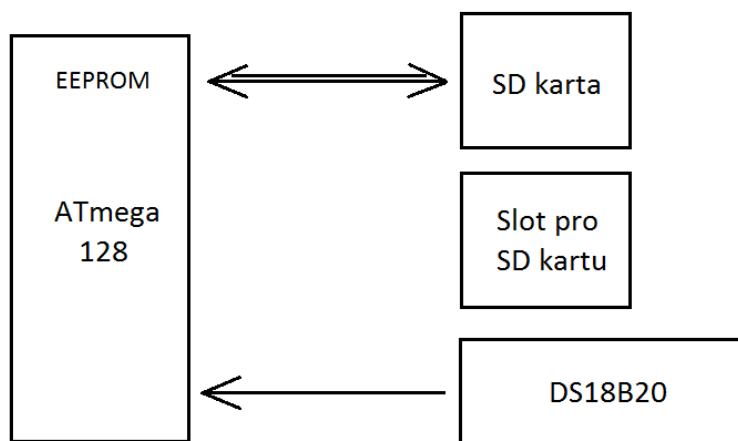 EEPROM
ATmega
128
SD karta
Slot pro
SD kartu
DS18B20